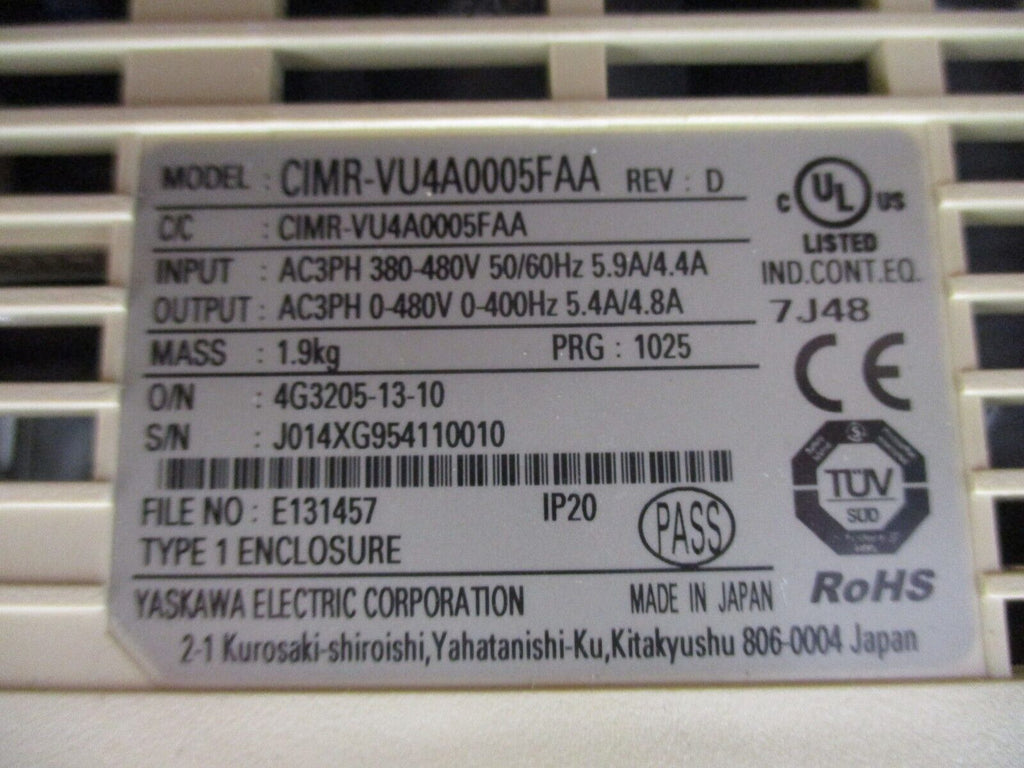 MODEL : CIMR-VU4A0005FAA REV : D
C/C : CIMR-VU4A0005FAA
INPUT : AC3PH 380-480V 50/60Hz 5.9A/4.4A
OUTPUT : AC3PH 0-480V 0-400Hz 5.4A/4.8A
MASS : 1.9kg PRG : 1025
O/N : 4G3205-13-10
S/N : J014XG954110010
FILE NO : E131457 IP20
TYPE 1 ENCLOSURE
PASS
YASKAWA ELECTRIC CORPORATION MADE IN JAPAN
2-1 Kurosaki-shiroishi,Yahatanishi-Ku,Kitakyushu 806-0004 Japan
C UL US
LISTED
IND.CONT.EQ.
7J48
CE
TÜV
SÜD
RoHS